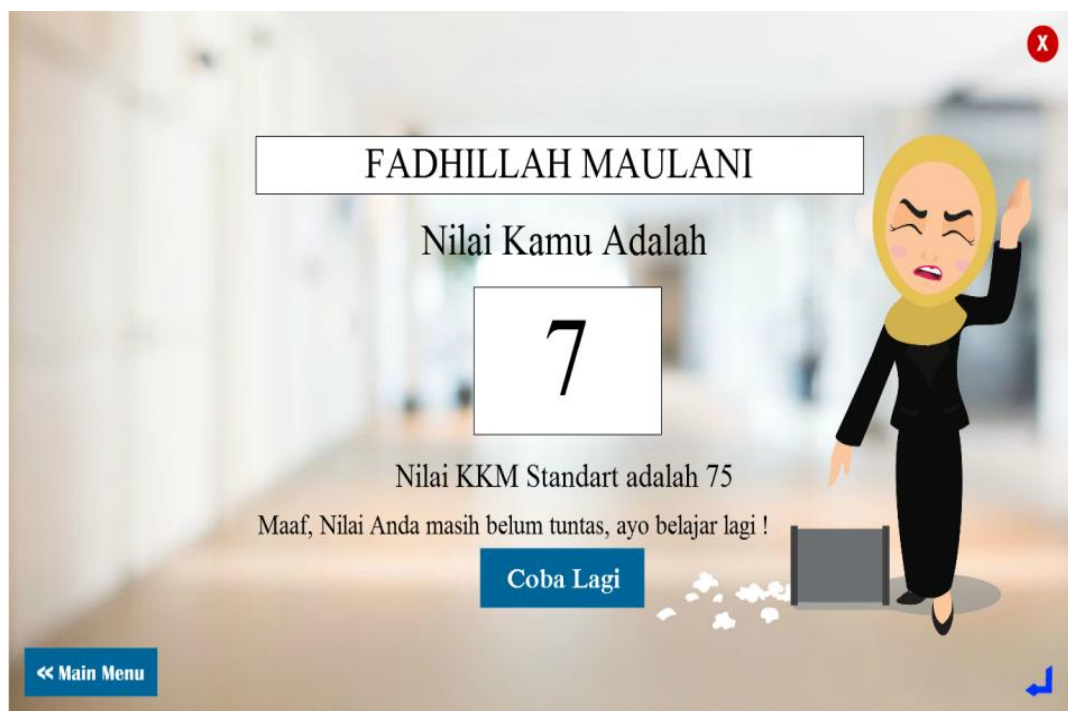 X
FADHILLAH MAULANI
Nilai Kamu Adalah
7
Nilai KKM Standart adalah 75
Maaf, Nilai Anda masih belum tuntas, ayo belajar lagi !
Coba Lagi
<< Main Menu